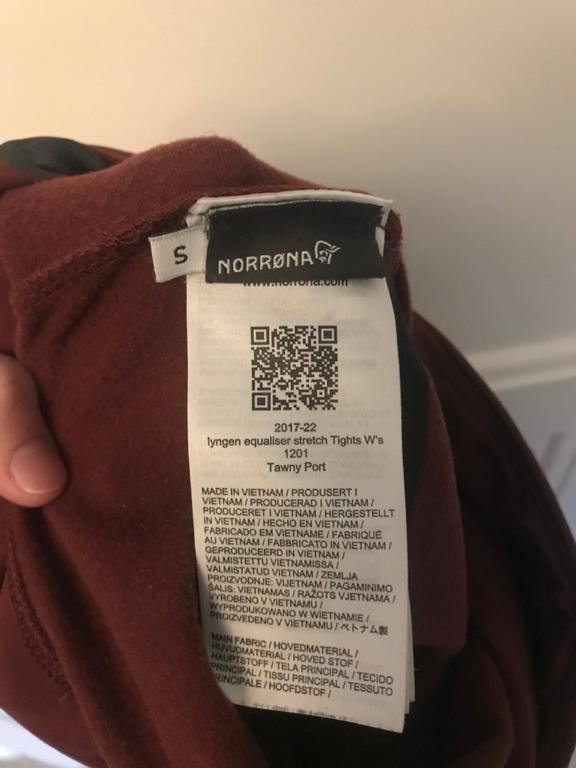 S
NORRØNA
www.norrona.com
2017-22
lyngen equaliser stretch Tights W's
1201
Tawny Port
MADE IN VIETNAM / PRODUSERT I
VIETNAM / PRODUCERAD I VIETNAM /
PRODUCERET I VIETNAM / HERGESTELLT
IN VIETNAM / HECHO EN VIETNAM /
FABRICADO EM VIETNAME / FABRIQUÉ
AU VIETNAM / FABBRICATO IN VIETNAM /
GEPRODUCEERD IN VIETNAM /
VALMISTETTU VIETNAMISSA /
VALMISTATUD VIETNAM / ZEMLJA
PROIZVODNJE: VIJETNAM / PAGAMINIMO
ŠALIS: VIETNAMAS / RAŽOTS VJETNAMA /
VYROBENO V VIETNAMU /
WYPRODUKOWANO W WIETNAMIE /
PROIZVEDENO V VIETNAMU / ベトナム製
MAIN FABRIC / HOVEDMATERIAL /
HUVUDMATERIAL / HOVED STOF /
HAUPTSTOFF / TELA PRINCIPAL / TECIDO
PRINCIPAL / TISSU PRINCIPAL / TESSUTO
PRINCIPALE / HOOFDSTOF /